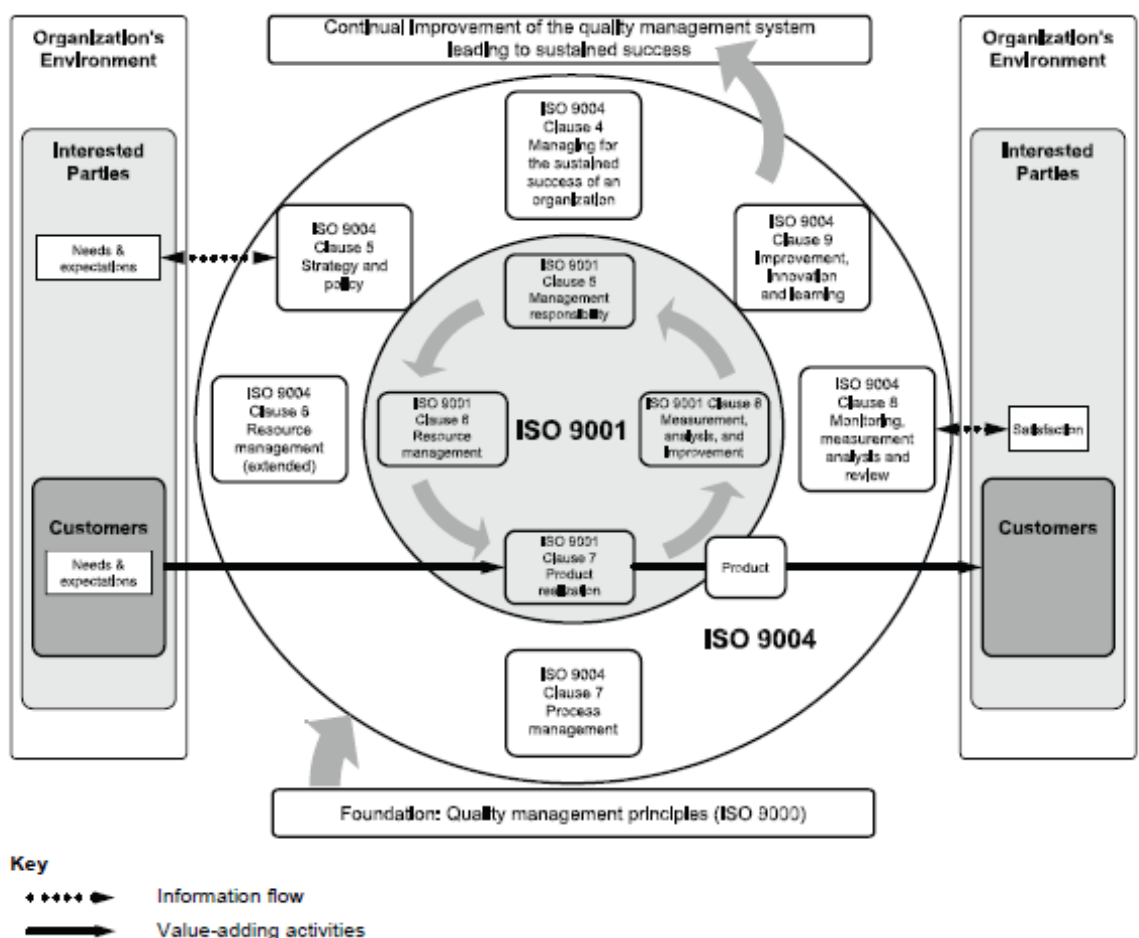 Organization's
Environment
Continual Improvement of the quality management system
leading to sustained success
Organization's
Environment
Interested
Parties
ISO 9004
Clause 4
Managing for
the sustained
success of an
organization
Interested
Parties
Needs &
expectations
ISO 9004
Clause 5
Strategy and
policy
ISO 9004
Clause 9
Improvement,
Innovation
and learning
ISO 9001
Clause 5
Management
responsibility
ISO 9004
Clause 6
Resource
management
(extended)
ISO 9001
Clause 6
Resource
management
ISO 9001
ISO 9001 Clause 8
Measurement,
analysis, and
Improvement
ISO 9004
Clause 8
Monitoring,
measurement
analysis and
review
Satisfaction
Customers
Needs &
expectations
ISO 9001
Clause 7
Product
realization
Product
Customers
ISO 9004
ISO 9004
Clause 7
Process
management
Foundation: Quality management principles (ISO 9000)
Key
Information flow
Value-adding activities